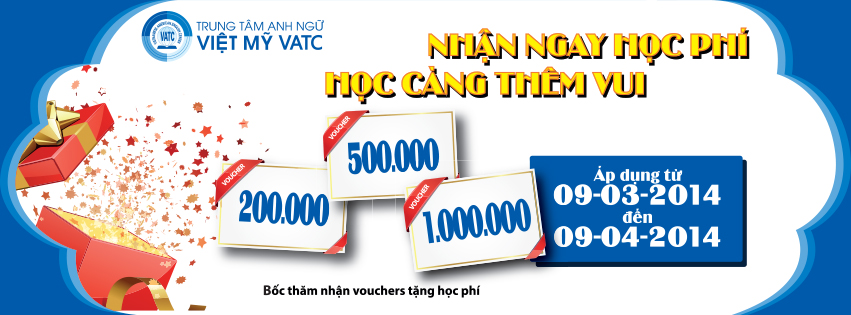 TRUNG TÂM ANH NGỮ
VIỆT MỸ VATC
VATC
NHẬN NGAY HỌC PHÍ
HỌC CÀNG THÊM VUI
VOUCHER
500.000
VOUCHER
200.000
VOUCHER
1.000.000
Áp dụng từ
09-03-2014
đến
09-04-2014
Bốc thăm nhận vouchers tặng học phí